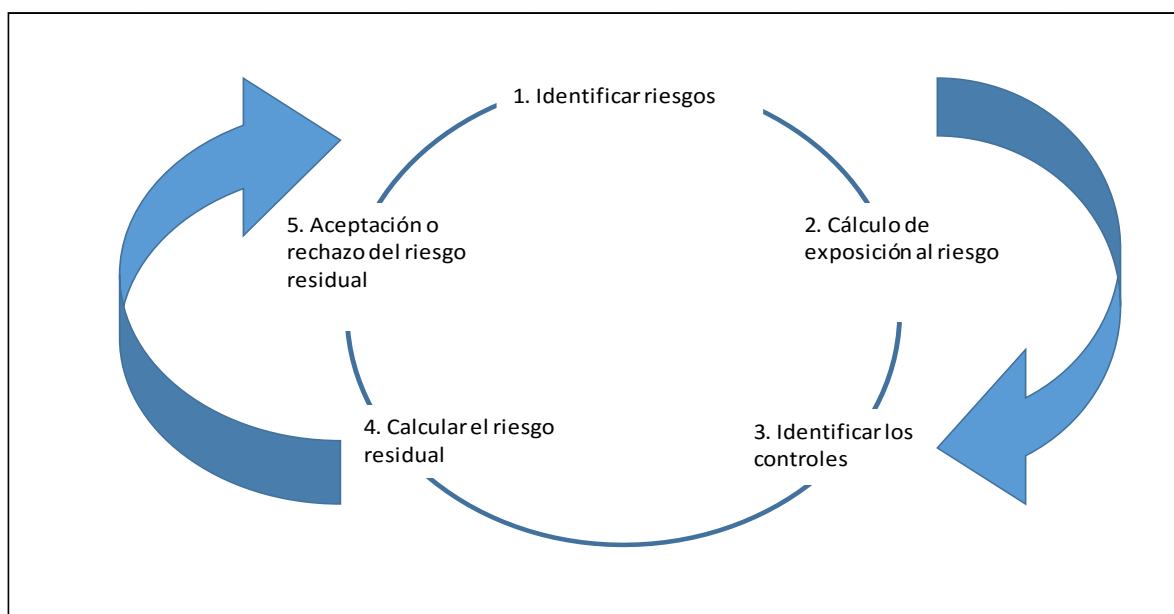 1. Identificar riesgos
2. Cálculo de
exposición al riesgo
3. Identificar los
controles
4. Calcular el riesgo
residual
5. Aceptación o
rechazo del riesgo
residual